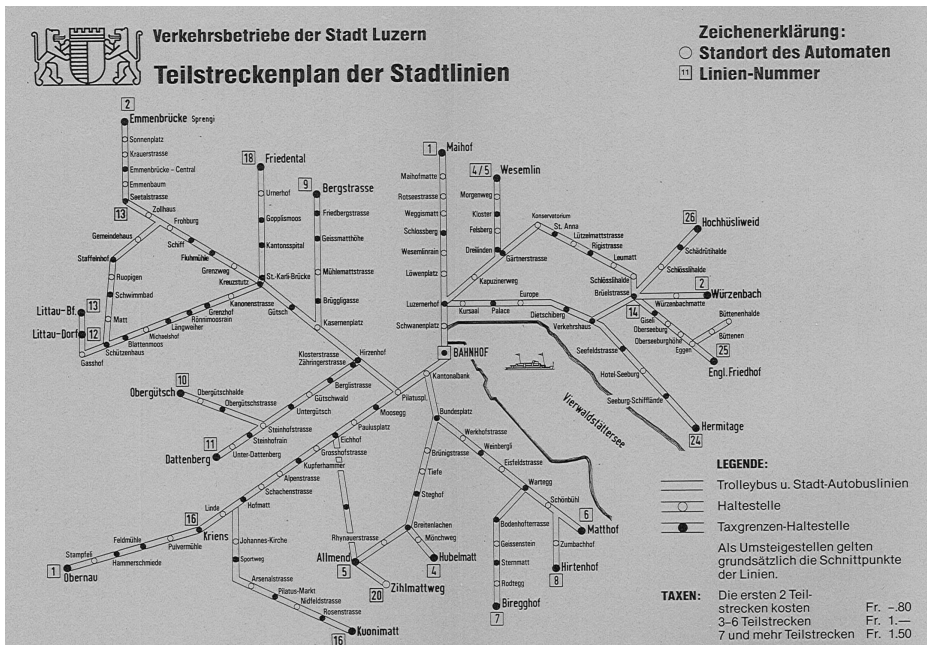 Verkehrsbetriebe der Stadt Luzern
Teilstreckenplan der Stadtlinien
Zeichenerklärung:
Standort des Automaten
11 Linien-Nummer
2
Emmenbrücke Sprengi
Sonnenplatz
Krauerstrasse
Emmenbrücke – Central
Emmenbaum
Seetalstrasse
13
Zollhaus
Frohburg
Gemeindehaus
Schiff
Staffelnhof
Fluhmühle
Ruopigen
Grenzweg
Schwimmbad
Kreuzstutz
Littau-Bf.
13
Matt
Littau-Dorf
12
Gasshof
Schützenhaus
Blattenmoos
Michaelshof
Längweiher
Grenzhof
Rönnimoosrain
Kanonenstrasse
18
Friedental
Urnerhof
Gopplismoos
Kantonsspital
St.-Karli-Brücke
Gütsch
9
Bergstrasse
Friedbergstrasse
Geissmatthöhe
Mühlemattstrasse
Brüggligasse
Kasernenplatz
Hirzenhof
Klosterstrasse
Zähringerstrasse
Berglistrasse
Gütschwald
Untergütsch
10
Obergütsch
Obergütschhalde
Obergütschstrasse
Steinhofstrasse
Steinhofrain
Unter-Dattenberg
11
Dattenberg
1
Maihof
Maihofmatte
Rotseestrasse
Weggismatt
Schlossberg
Wesemlinrain
Löwenplatz
Luzernerhof
Schwanenplatz
BAHNHOF
Kantonalbank
Pilatuspl.
4/5
Wesemlin
Morgenweg
Kloster
Felsberg
Dreilinden
Gärtnerstrasse
Kapuzinerweg
Konservatorium
St. Anna
Lützelmattstrasse
Rigistrasse
Leumatt
Schlösslihalde
Brüelstrasse
14
26
Hochhüsliweid
Schädrütihalde
Schlösslihalde
2
Würzenbach
Würzenbachmatte
Kursaal
Palace
Europe
Dietschiberg
Verkehrshaus
Giseli
Oberseeburg
Oberseeburghöhe
Eggen
Büttenenhalde
Büttenen
25
Engl. Friedhof
Seefeldstrasse
Hotel-Seeburg
Seeburg-Schifflände
Hermitage
24
Vierwaldstättersee
Moosegg
Paulusplatz
Eichhof
Grosshofstrasse
Kupferhammer
Alpenstrasse
Schachenstrasse
Hofmatt
Linde
16
Kriens
Pulvermühle
Feldmühle
Hammerschmiede
Stampfeli
1
Obernau
Johannes-Kirche
Sportweg
Arsenalstrasse
Pilatus-Markt
Nidfeldstrasse
Rosenstrasse
Kuonimatt
16
Bundesplatz
Brünigstrasse
Tiefe
Steghof
Breitenlachen
Mönchweg
Hubelmatt
4
Rhynauerstrasse
Allmend
5
Zihlmattweg
20
Werkhofstrasse
Weinbergli
Eisfeldstrasse
Wartegg
Schönbühl
6
Matthof
Zumbachhof
Hirtenhof
8
Bodenhofterrasse
Geissenstein
Sternmatt
Rodtegg
Biregghof
7
LEGENDE:
Trolleybus u. Stadt-Autobuslinien
Haltestelle
Taxgrenzen-Haltestelle
Als Umsteigestellen gelten
grundsätzlich die Schnittpunkte
der Linien.
TAXEN: Die ersten 2 Teil-
strecken kosten Fr. –.80
3–6 Teilstrecken Fr. 1.—
7 und mehr Teilstrecken Fr. 1.50